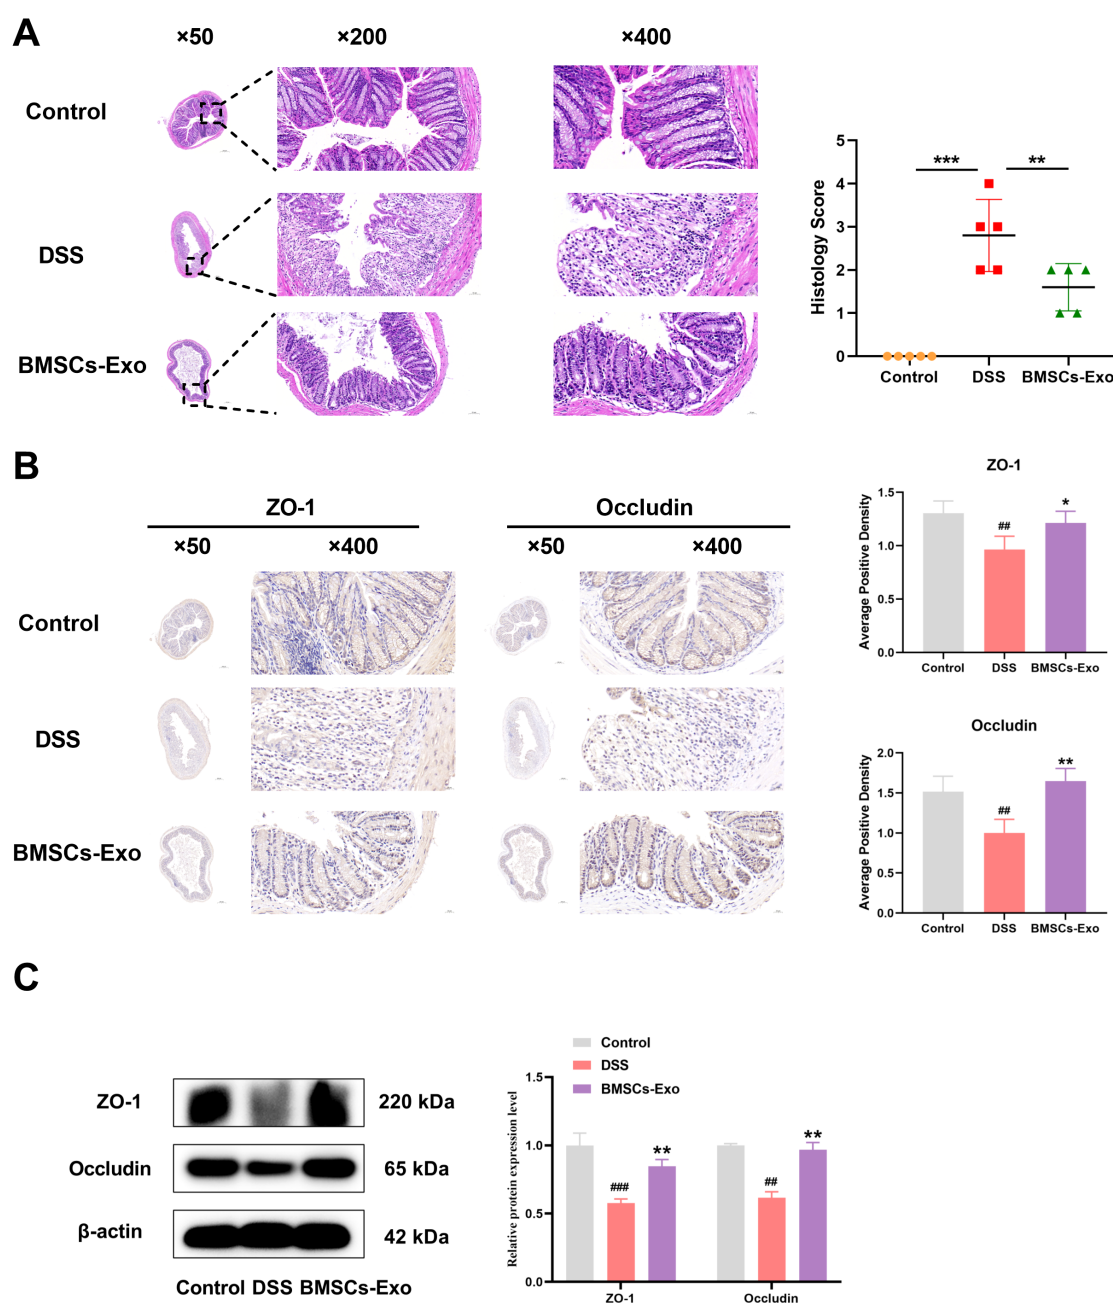 A
×50 ×200 ×400
Control
DSS
BMSCs-Exo
Histology Score
5
4
3
2
1
0
*** **
Control DSS BMSCs-Exo
B
ZO-1 Occludin
×50 ×400 ×50 ×400
Control
DSS
BMSCs-Exo
ZO-1
Average Positive Density
1.5
1.0
0.5
0.0
## *
Control DSS BMSCs-Exo
Occludin
Average Positive Density
2.0
1.5
1.0
0.5
0.0
## **
Control DSS BMSCs-Exo
C
ZO-1 220 kDa
Occludin 65 kDa
β-actin 42 kDa
Control DSS BMSCs-Exo
Control
DSS
BMSCs-Exo
Relative protein expression level
1.5
1.0
0.5
0.0
### ** ## **
ZO-1 Occludin